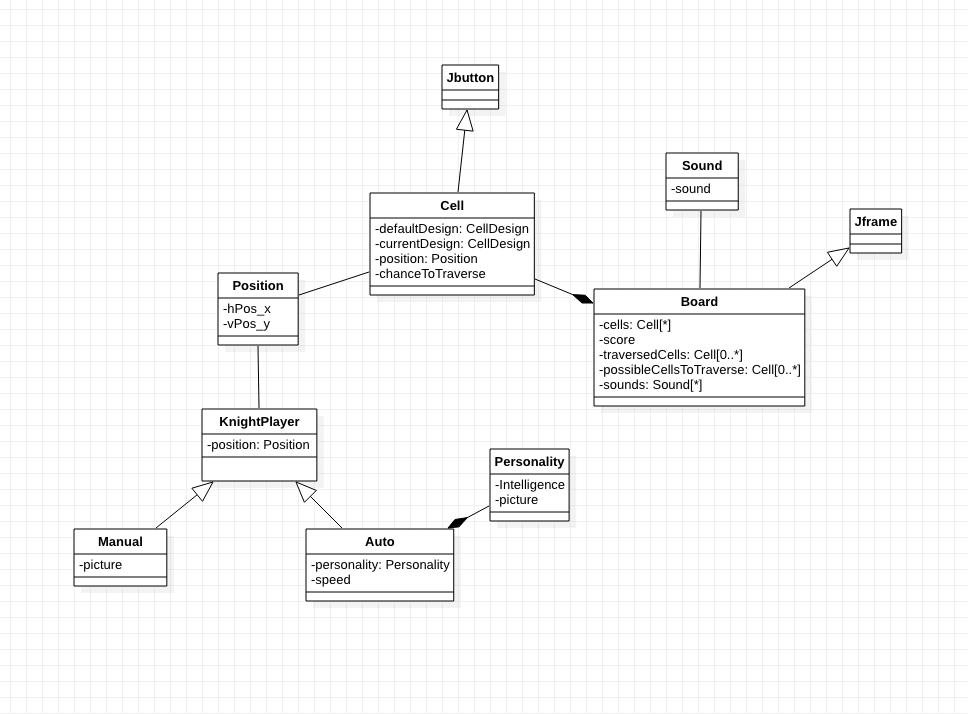 Jbutton
Sound
-sound
Cell
-defaultDesign: CellDesign
-currentDesign: CellDesign
-position: Position
-chanceToTraverse
Jframe
Position
-hPos_x
-vPos_y
Board
-cells: Cell[*]
-score
-traversedCells: Cell[0..*]
-possibleCellsToTraverse: Cell[0..*]
-sounds: Sound[*]
KnightPlayer
-position: Position
Personality
-Intelligence
-picture
Manual
-picture
Auto
-personality: Personality
-speed